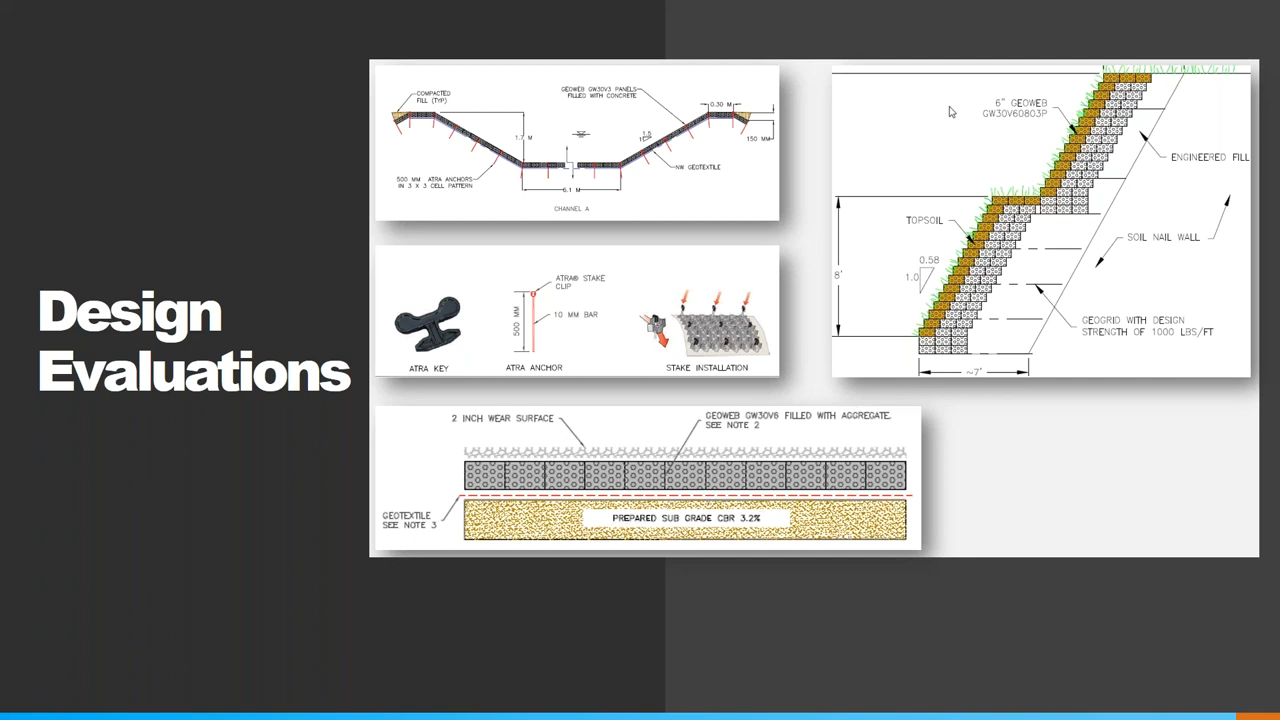 Design
Evaluations
COMPACTED
FILL (TYP)
GEOWEB GW30V3 PANELS
FILLED WITH CONCRETE
0.30 M
1.7 M
1.5
1
150 MM
500 MM ATRA ANCHORS
IN 3 X 3 CELL PATTERN
NW GEOTEXTILE
6.1 M
CHANNEL A
ATRA® STAKE
CLIP
500 MM
10 MM BAR
ATRA KEY
ATRA ANCHOR
STAKE INSTALLATION
2 INCH WEAR SURFACE
GEOWEB GW30V6 FILLED WITH AGGREGATE.
SEE NOTE 2
GEOTEXTILE
SEE NOTE 3
PREPARED SUB GRADE CBR 3.2%
6" GEOWEB
GW30V60803P
ENGINEERED FILL
TOPSOIL
SOIL NAIL WALL
0.58
1.0
8'
GEOGRID WITH DESIGN
STRENGTH OF 1000 LBS/FT
~7'